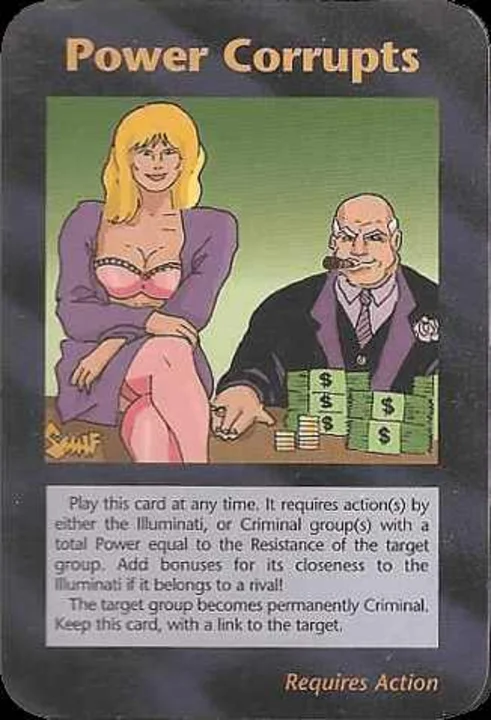 Power Corrupts
$
$
$
$
$
Play this card at any time. It requires action(s) by
either the Illuminati, or Criminal group(s) with a
total Power equal to the Resistance of the target
group. Add bonuses for its closeness to the
Illuminati if it belongs to a rival!
The target group becomes permanently Criminal.
Keep this card, with a link to the target.
Requires Action